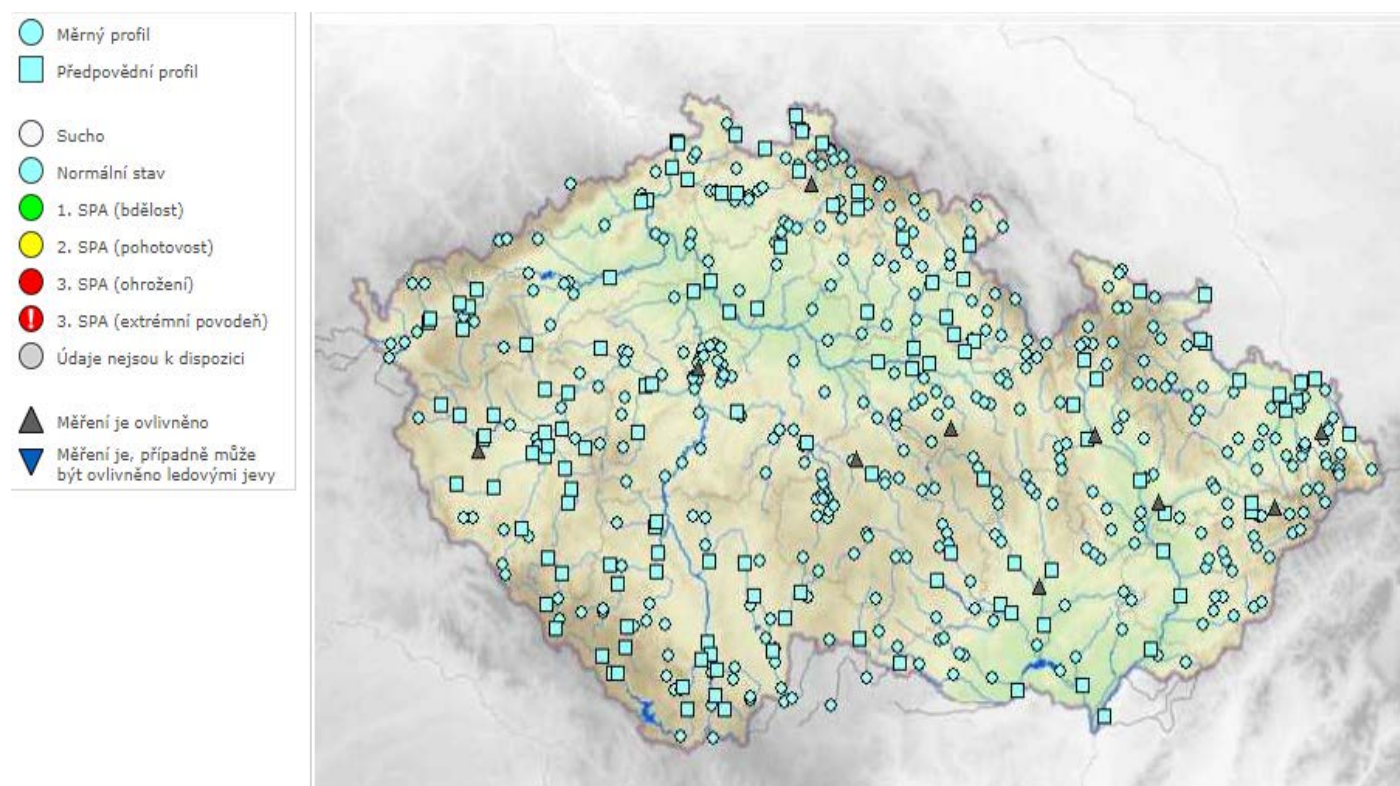 Měrný profil
Předpovědní profil
Sucho
Normální stav
1. SPA (bdělost)
2. SPA (pohotovost)
3. SPA (ohrožení)
3. SPA (extrémní povodeň)
Údaje nejsou k dispozici
Měření je ovlivněno
Měření je, případně může
být ovlivněno ledovými jevy